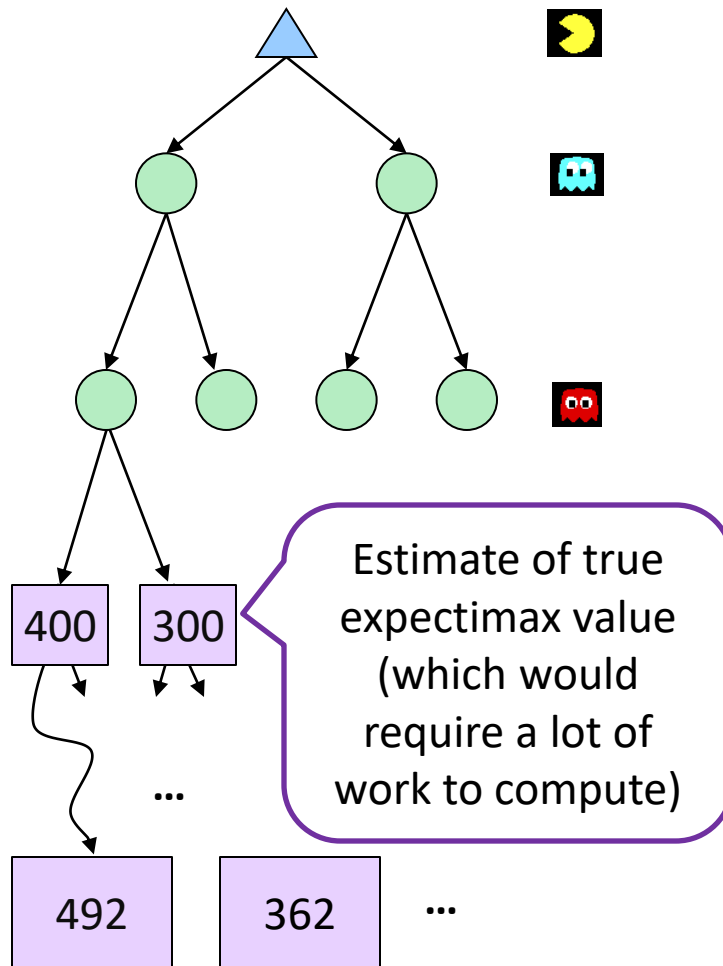 Estimate of true
expectimax value
400 300
(which would
require a lot of
work to compute)
...
492 362 ...